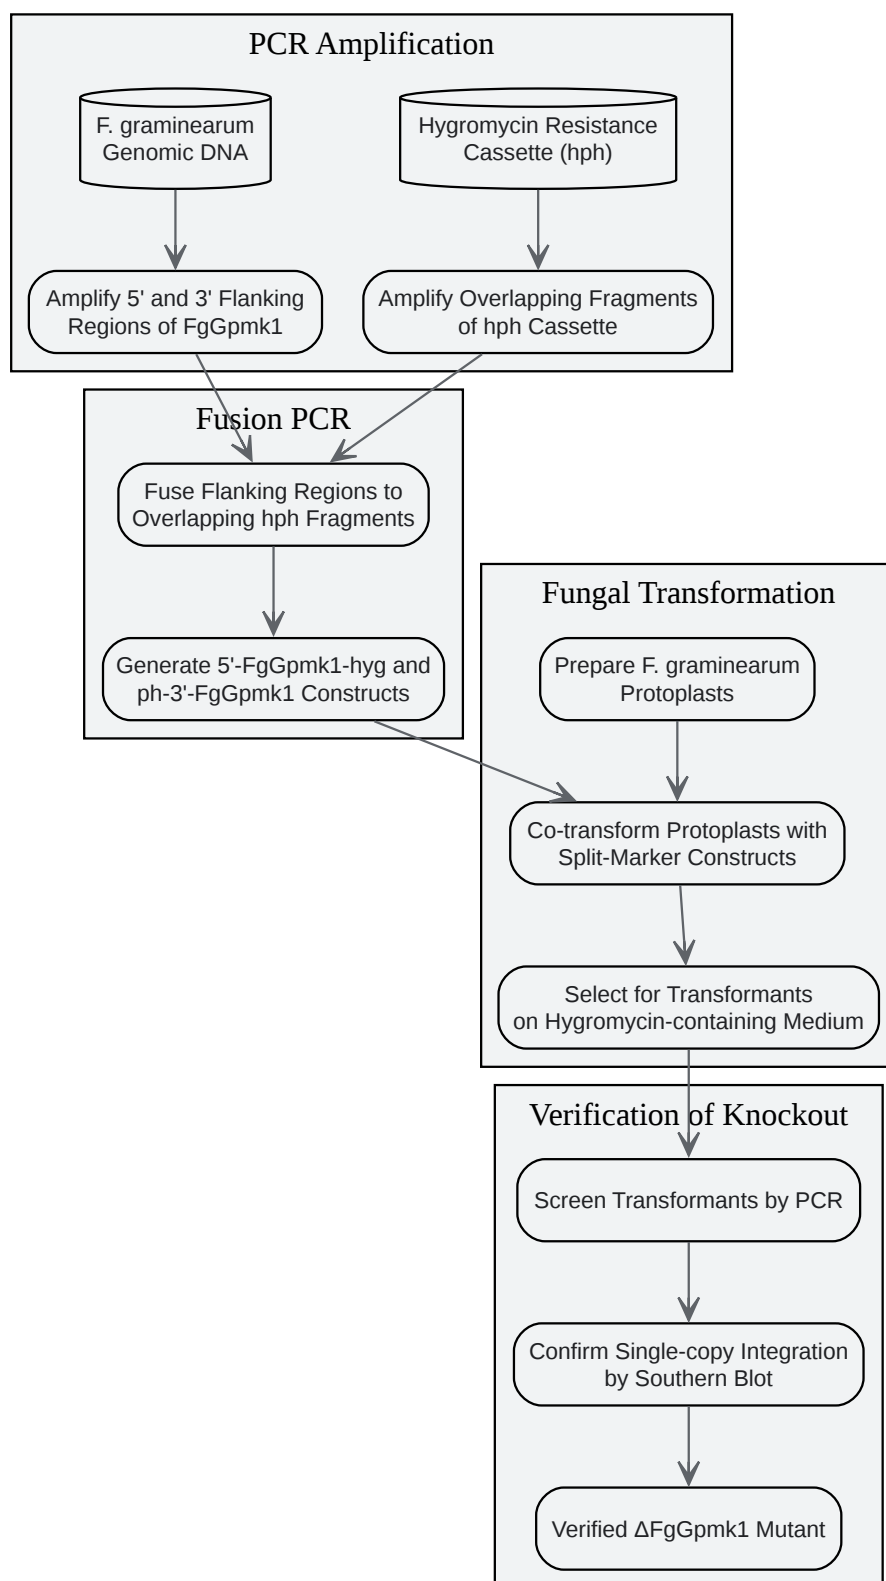 PCR Amplification
F. graminearum
Genomic DNA
Hygromycin Resistance
Cassette (hph)
Amplify 5' and 3' Flanking
Regions of FgGpmk1
Amplify Overlapping Fragments
of hph Cassette
Fusion PCR
Fuse Flanking Regions to
Overlapping hph Fragments
Generate 5'-FgGpmk1-hyg and
ph-3'-FgGpmk1 Constructs
Fungal Transformation
Prepare F. graminearum
Protoplasts
Co-transform Protoplasts with
Split-Marker Constructs
Select for Transformants
on Hygromycin-containing Medium
Verification of Knockout
Screen Transformants by PCR
Confirm Single-copy Integration
by Southern Blot
Verified ΔFgGpmk1 Mutant